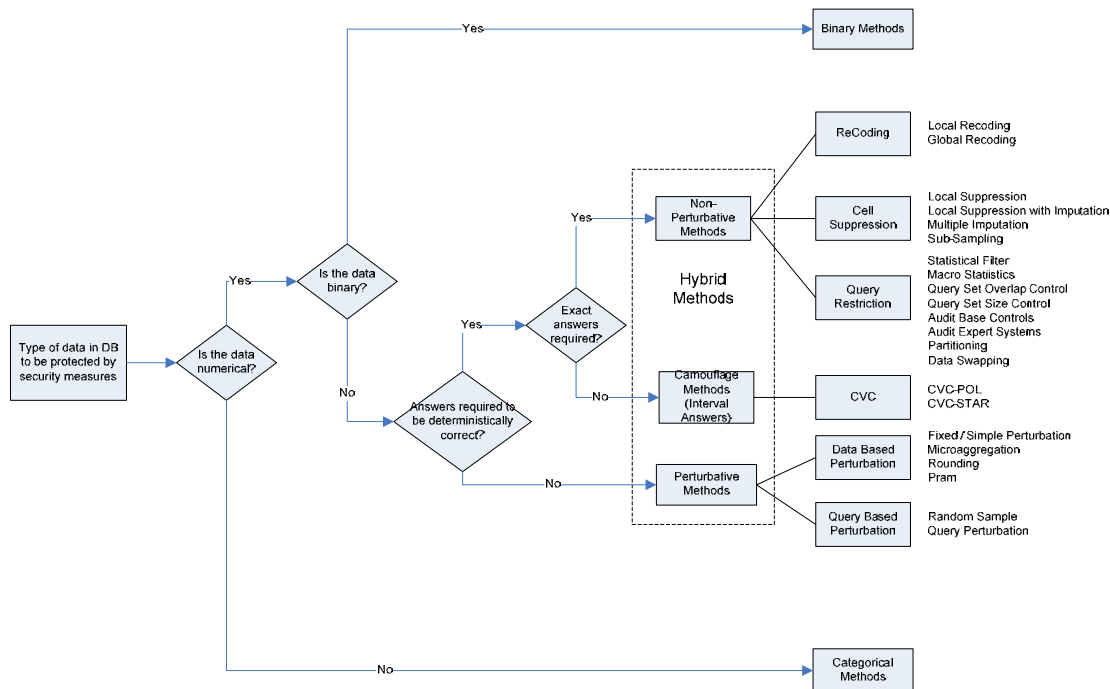 Yes
Binary Methods
ReCoding
Local Recoding
Global Recoding
Non-
Perturbative
Methods
Yes
Cell
Suppression
Local Suppression
Local Suppression with Imputation
Multiple Imputation
Sub-Sampling
Is the data
binary?
Yes
Hybrid
Methods
Query
Restriction
Statistical Filter
Macro Statiistics
Query Set Overlap Control
Query Set Size Control
Audit Base Controls
Audit Expert Systems
Partitioning
Data Swapping
Exact
answers
required?
Yes
Type of data in DB
to be protected by
security measures
Is the data
numerical?
No
Answers required to
be deterministically
correct?
No
Camouflage
Methods
(Interval
Answers)
CVC
CVC-POL
CVC-STAR
Data Based
Perturbation
Fixed / Simple Perturbation
Microaggregation
Rounding
Pram
No
Perturbative
Methods
Query Based
Perturbation
Random Sample
Query Perturbation
No
Categorical
Methods